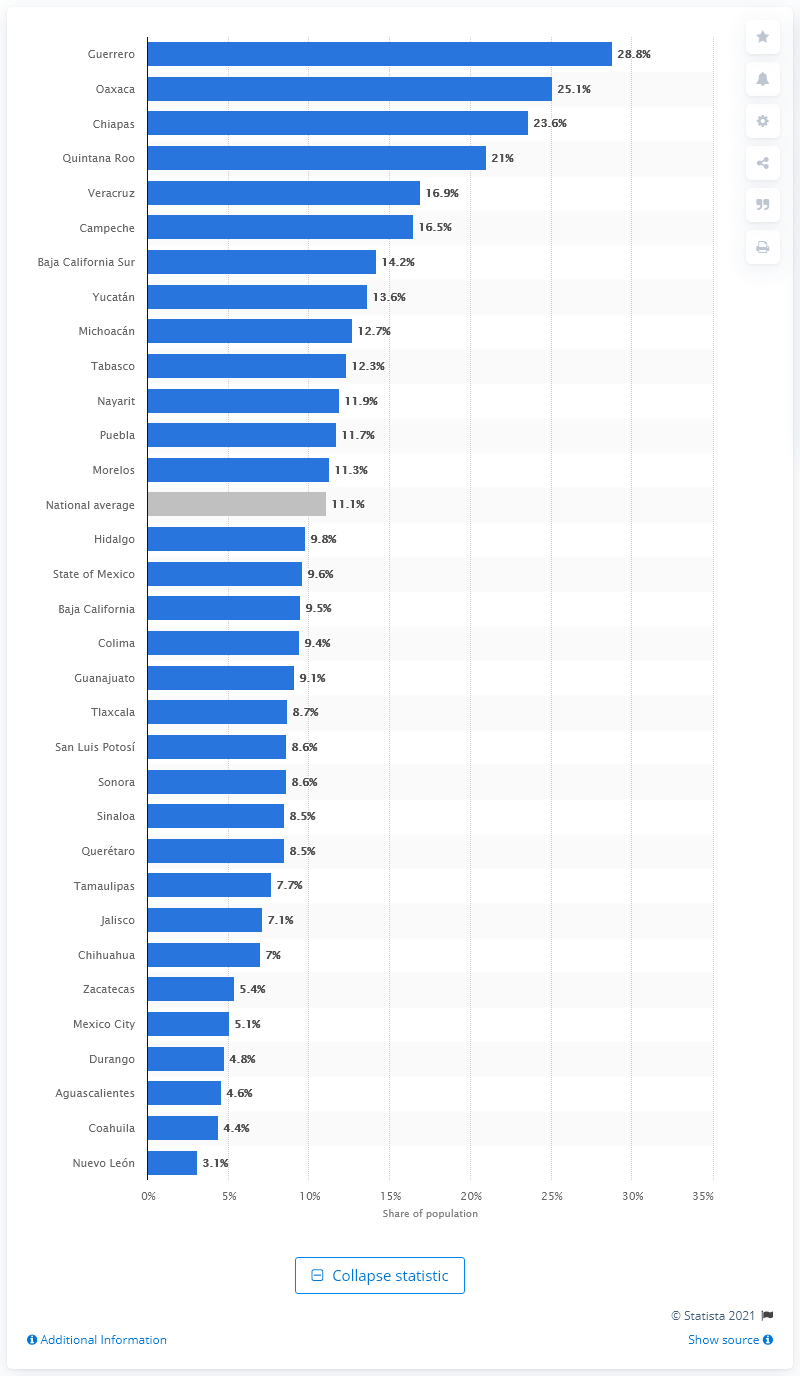 Guerrero 28.8%
Oaxaca 25.1%
Chiapas 23.6%
Quintana Roo 21%
Veracruz 16.9%
Campeche 16.5%
Baja California Sur 14.2%
Yucatán 13.6%
Michoacán 12.7%
Tabasco 12.3%
Nayarit 11.9%
Puebla 11.7%
Morelos 11.3%
National average 11.1%
Hidalgo 9.8%
State of Mexico 9.6%
Baja California 9.5%
Colima 9.4%
Guanajuato 9.1%
Tlaxcala 8.7%
San Luis Potosí 8.6%
Sonora 8.6%
Sinaloa 8.5%
Querétaro 8.5%
Tamaulipas 7.7%
Jalisco 7.1%
Chihuahua 7%
Zacatecas 5.4%
Mexico City 5.1%
Durango 4.8%
Aguascalientes 4.6%
Coahuila 4.4%
Nuevo León 3.1%
0% 5% 10% 15% 20% 25% 30% 35%
Share of population
Collapse statistic
© Statista 2021
Additional Information Show source